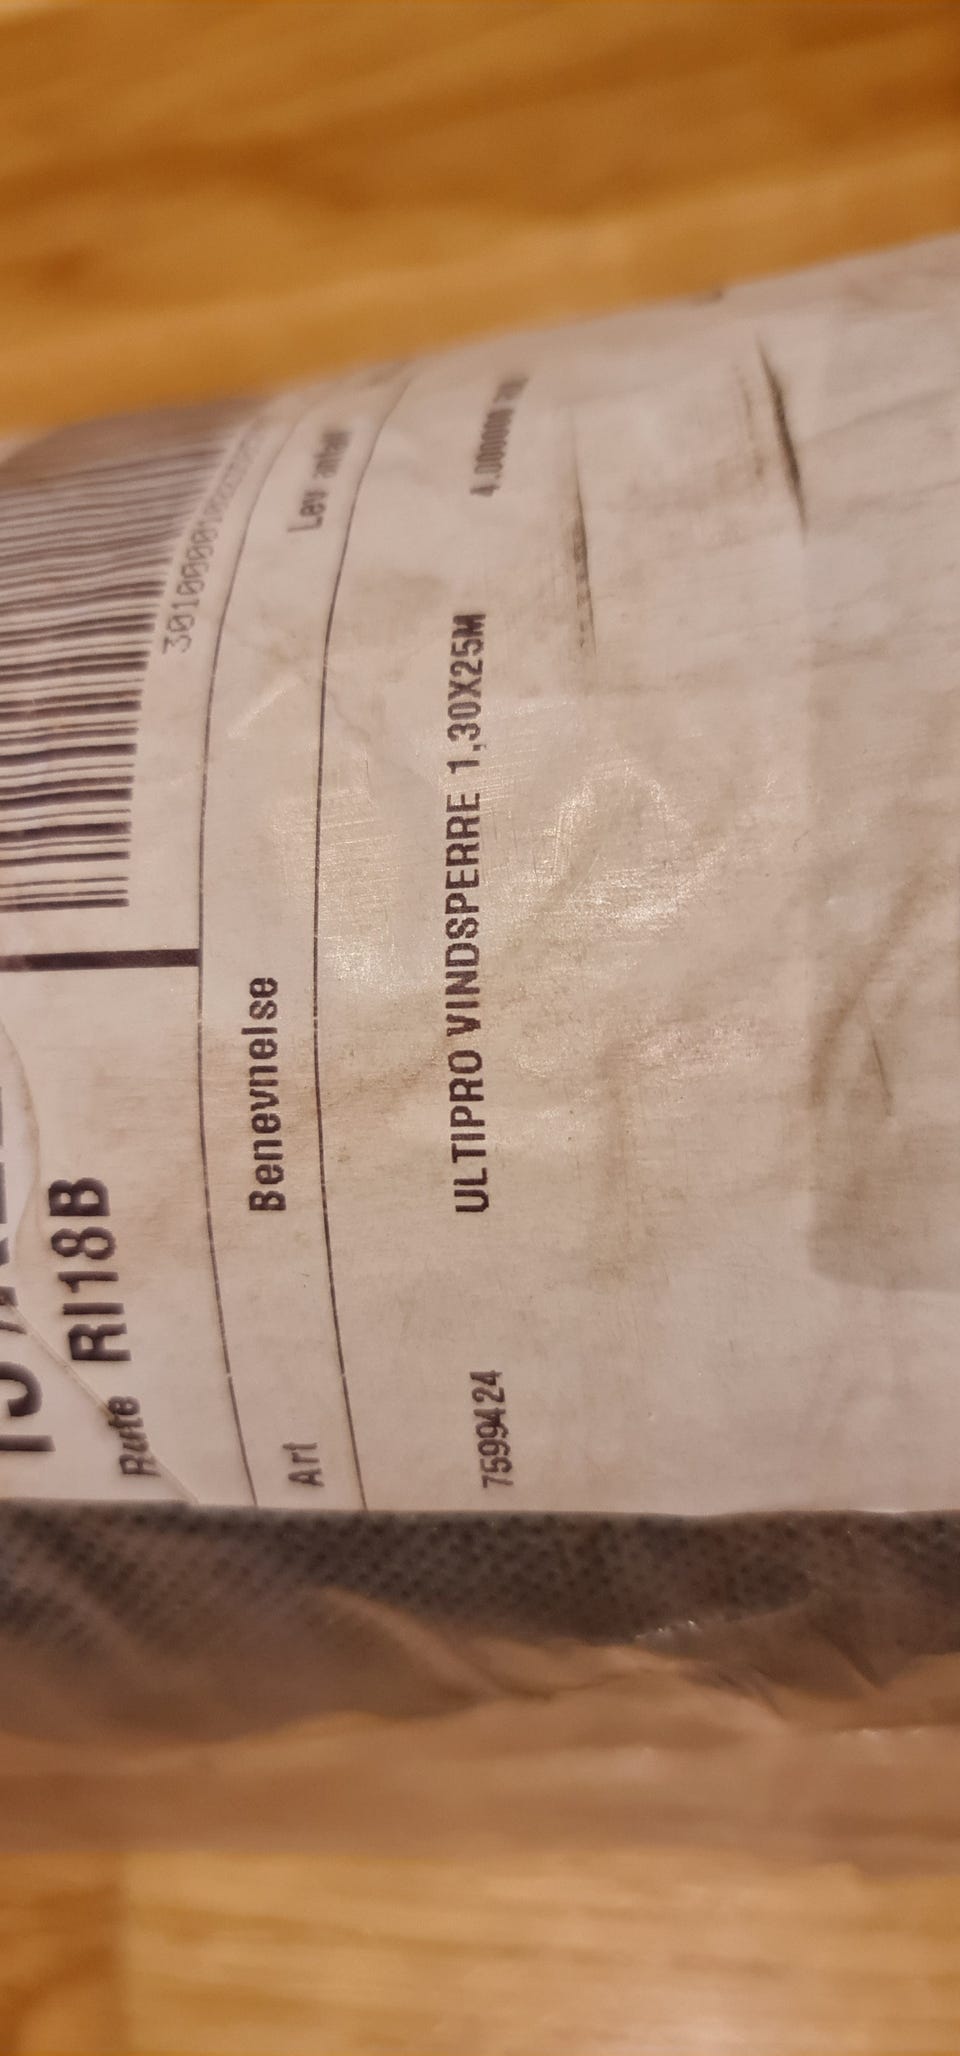 Rute RI18B
Art Benevnelse Lev antall
7599424 ULTIPRO VINDSPERRE 1,30X25M